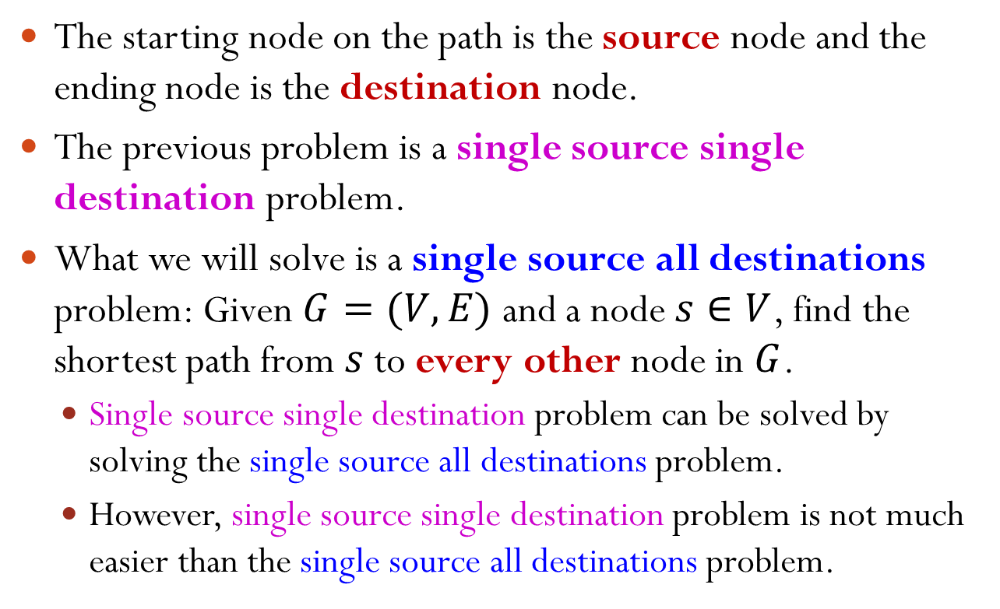 • The starting node on the path is the source node and the
ending node is the destination node.
• The previous problem is a single source single
destination problem.
• What we will solve is a single source all destinations
problem: Given G = (V, E) and a node s ∈ V, find the
shortest path from s to every other node in G.
• Single source single destination problem can be solved by
solving the single source all destinations problem.
• However, single source single destination problem is not much
easier than the single source all destinations problem.